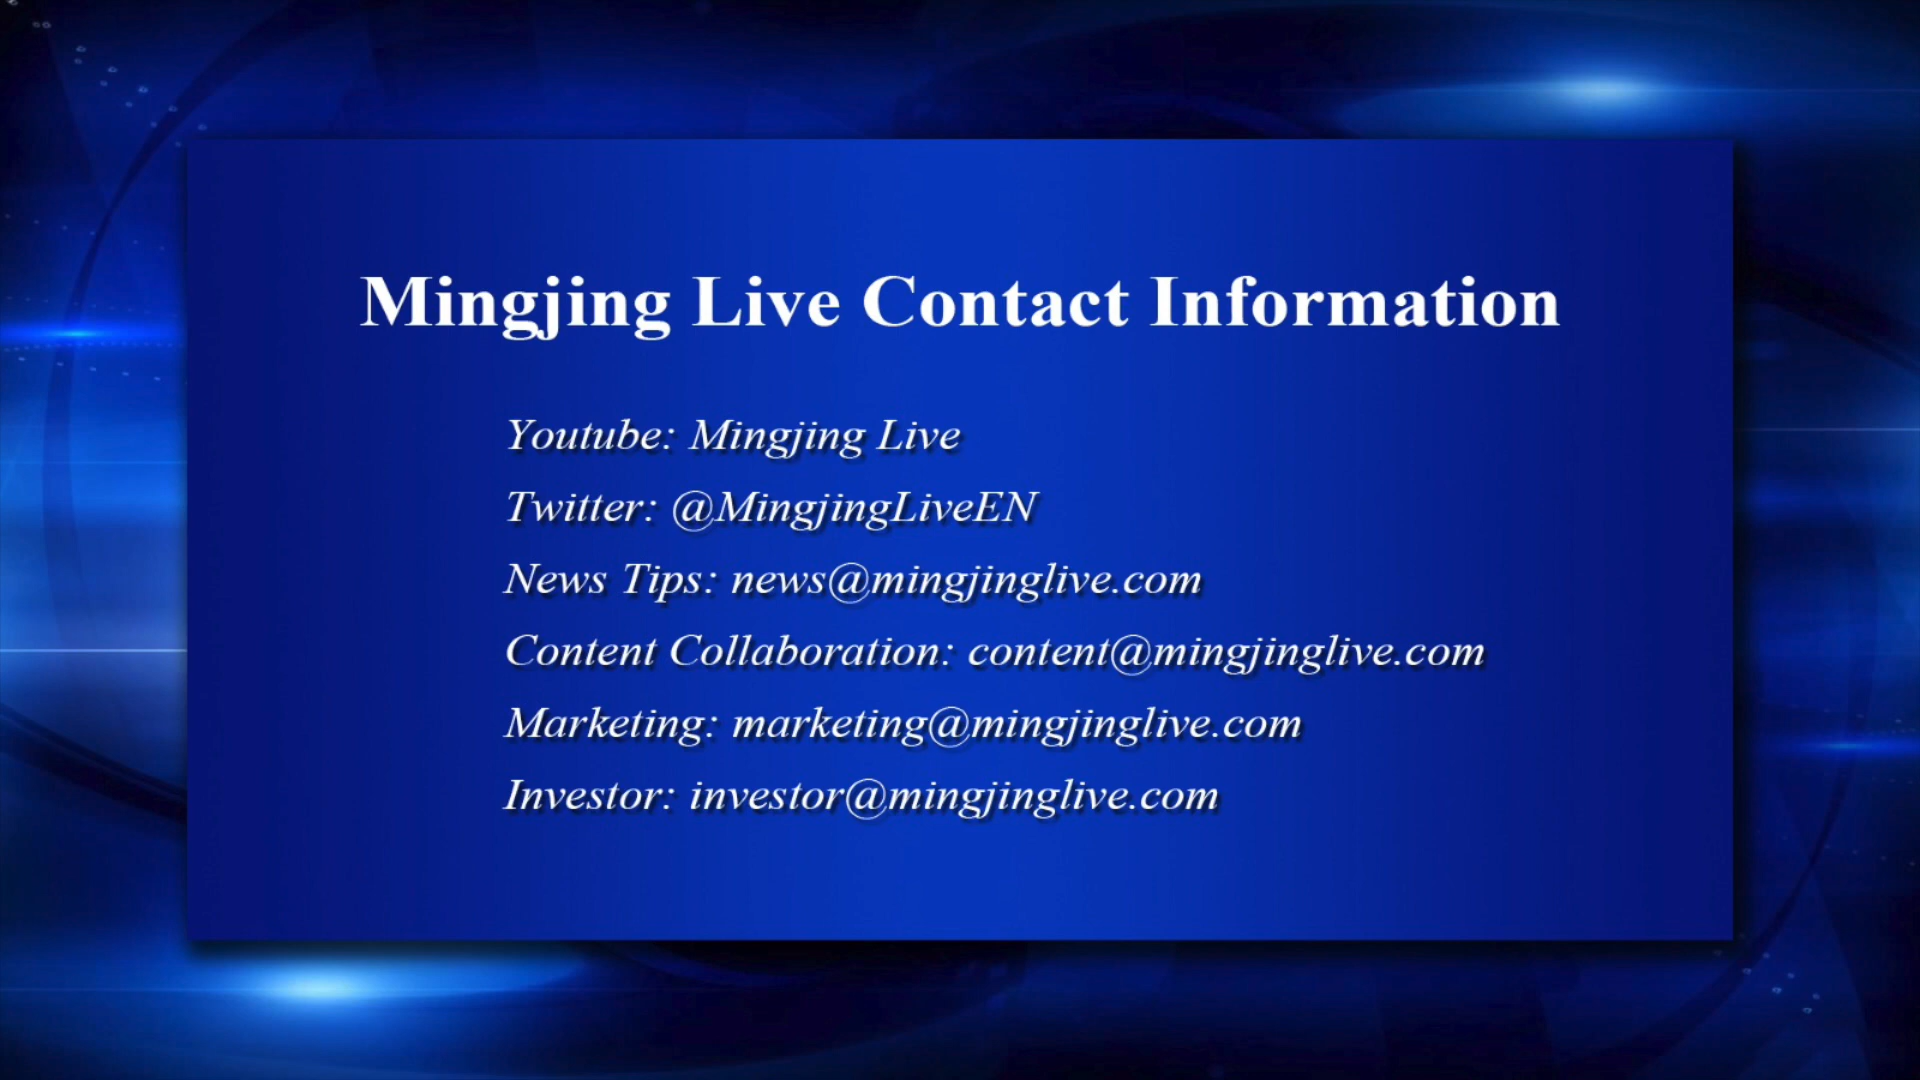 Mingjing Live Contact Information
Youtube: Mingjing Live
Twitter: @MingjingLiveEN
News Tips: news@mingjinglive.com
Content Collaboration: content@mingjinglive.com
Marketing: marketing@mingjinglive.com
Investor: investor@mingjinglive.com